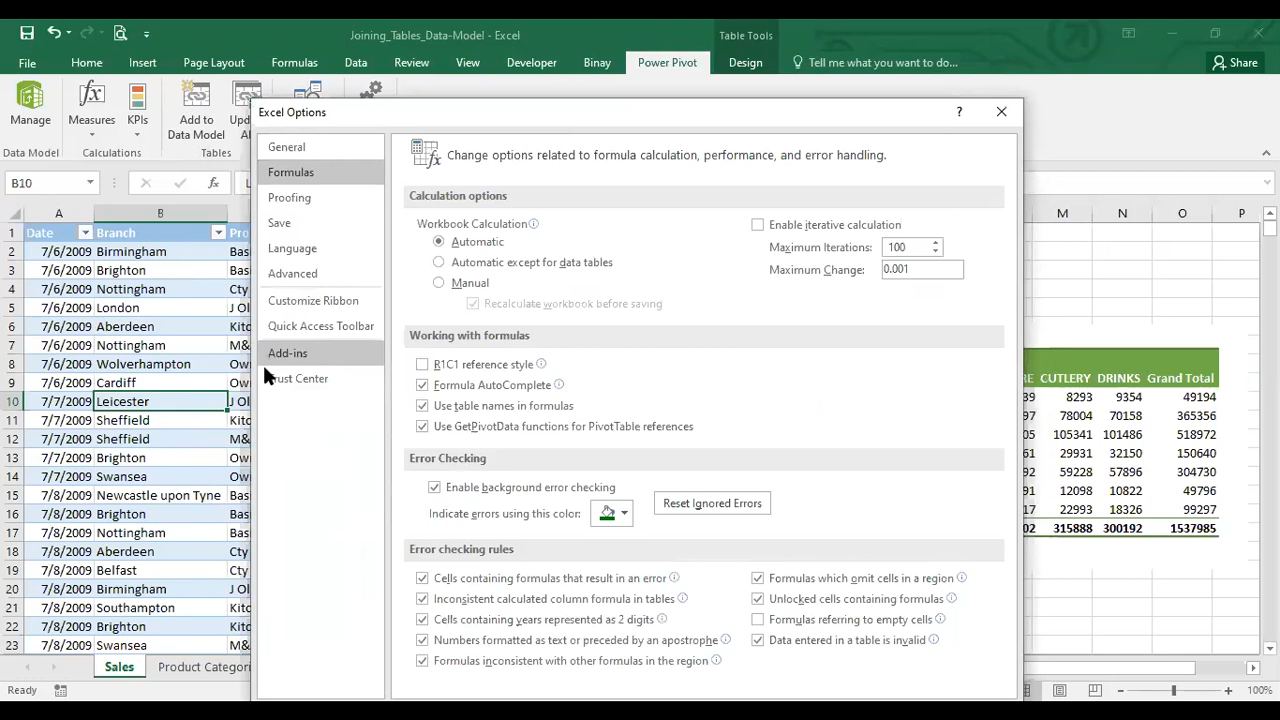 Joining_Tables_Data-Model - Excel
Table Tools
File Home Insert Page Layout Formulas Data Review View Developer Binay Power Pivot Design Tell me what you want to do... Share
Manage
Measures
KPIs
Add to
Data Model
Data Model
Calculations
Tables
Excel Options
?
General
Formulas
Proofing
Save
Language
Advanced
Customize Ribbon
Quick Access Toolbar
Add-ins
Center
Change options related to formula calculation, performance, and error handling.
Calculation options
Workbook Calculation
Automatic
Automatic except for data tables
Manual
Recalculate workbook before saving
Enable iterative calculation
Maximum Iterations: 100
Maximum Change: 0.001
Working with formulas
R1C1 reference style
Formula AutoComplete
Use table names in formulas
Use GetPivotData functions for PivotTable references
Error Checking
Enable background error checking
Indicate errors using this color:
Reset Ignored Errors
Error checking rules
Cells containing formulas that result in an error
Inconsistent calculated column formula in tables
Cells containing years represented as 2 digits
Numbers formatted as text or preceded by an apostrophe
Formulas inconsistent with other formulas in the region
Formulas which omit cells in a region
Unlocked cells containing formulas
Formulas referring to empty cells
Data entered in a table is invalid
B10 fx
A B
1 Date Branch
2 7/6/2009 Birmingham
3 7/6/2009 Brighton
4 7/6/2009 Nottingham Cty
5 7/6/2009 London
6 7/6/2009 Aberdeen
7 7/6/2009 Nottingham
8 7/6/2009 Wolverhampton
9 7/6/2009 Cardiff
10 7/7/2009 Leicester
11 7/7/2009 Sheffield
12 7/7/2009 Sheffield
13 7/7/2009 Brighton
14 7/7/2009 Swansea
15 7/8/2009 Newcastle upon Tyne
16 7/8/2009 Brighton
17 7/8/2009 Nottingham
18 7/8/2009 Aberdeen Cty
19 7/8/2009 Belfast Cty
20 7/8/2009 Birmingham
21 7/8/2009 Southampton
22 7/8/2009 Brighton
23 7/8/2009 Swansea
M N O P
CUTLERY DRINKS Grand Total
8293 9354 49194
78004 70158 365356
105341 101486 518972
29931 32150 150640
59228 57896 304730
12098 10822 49796
22993 18326 99297
315888 300192 1537985
Sales Product
Ready
100%